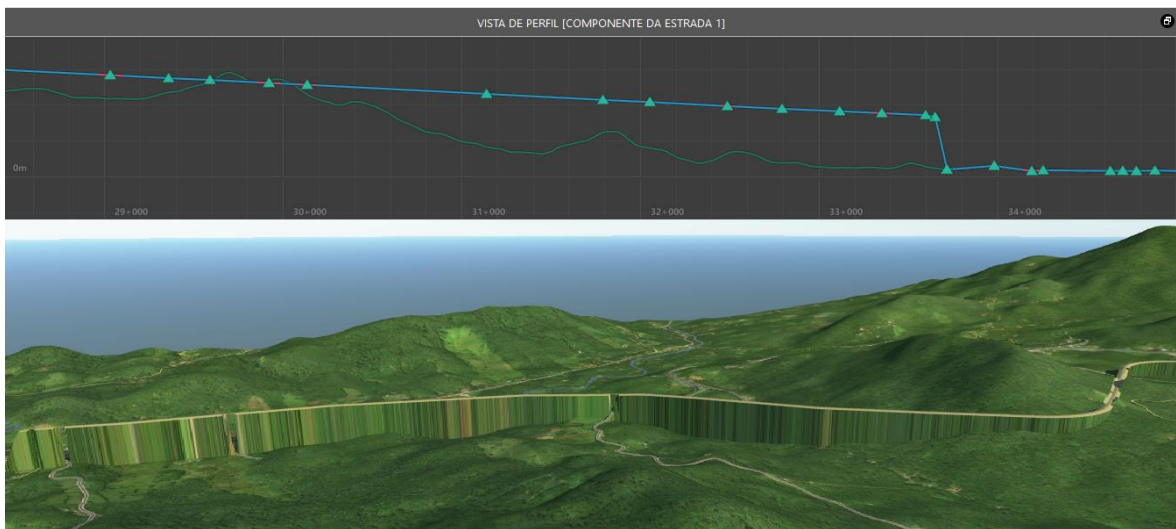 VISTA DE PERFIL [COMPONENTE DA ESTRADA 1]
0m
29+000 30+000 31+000 32+000 33+000 34+000